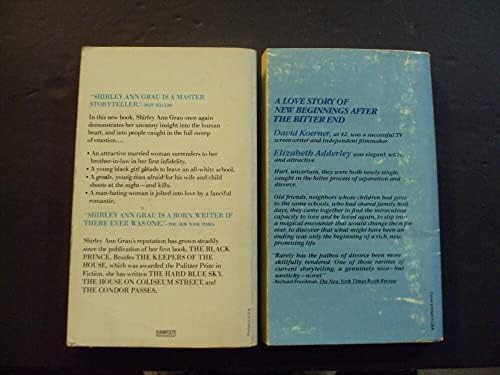 "SHIRLEY ANN GRAU IS A MASTER
STORYTELLER."—BEST SELLERS
In this new book, Shirley Ann Grau once again
demonstrates her uncanny insight into the human
heart, and into people caught in the full sweep
of emotion....
• An attractive married woman surrenders to her
brother-in-law in her first infidelity.
• A young black girl pleads to leave an all-white school.
• A gentle, young man afraid for his wife and child
shoots at the night—and kills.
• A man-hating woman is jolted into love by a
fanciful romantic.
"SHIRLEY ANN GRAU IS A BORN WRITER IF
THERE EVER WAS ONE."—THE NEW YORK TIMES
Shirley Ann Grau's reputation has grown steadily
since the publication of her first book, THE BLACK
PRINCE. Besides THE KEEPERS OF THE
HOUSE, which was awarded the Pulitzer Prize in
Fiction, she has written THE HARD BLUE SKY,
THE HOUSE ON COLISEUM STREET, and
THE CONDOR PASSES.
FAWCETT
A LOVE STORY OF
NEW BEGINNINGS AFTER
THE BITTER END
David Koerner, at 42, was a successful TV
screenwriter and independent filmmaker.
Elizabeth Adderley was elegant, witty,
and attractive.
Hurt, uncertain, they were both newly single,
caught in the bitter process of separation and
divorce.
Old friends, neighbors whose children had gone
to the same schools, who had shared family holi-
days; they came together to find the miraculous
capacity to love and be loved again, to slip into
a magical encounter that would change them for-
ever, to discover that what might have been an
ending was only the beginning of a rich, new,
promising life.
"Rarely has the pathos of divorce been more
skillfully rendered. One of those rarities
of current storytelling, a genuinely nice—but
unsticky—novel."
The New York Times Book Review